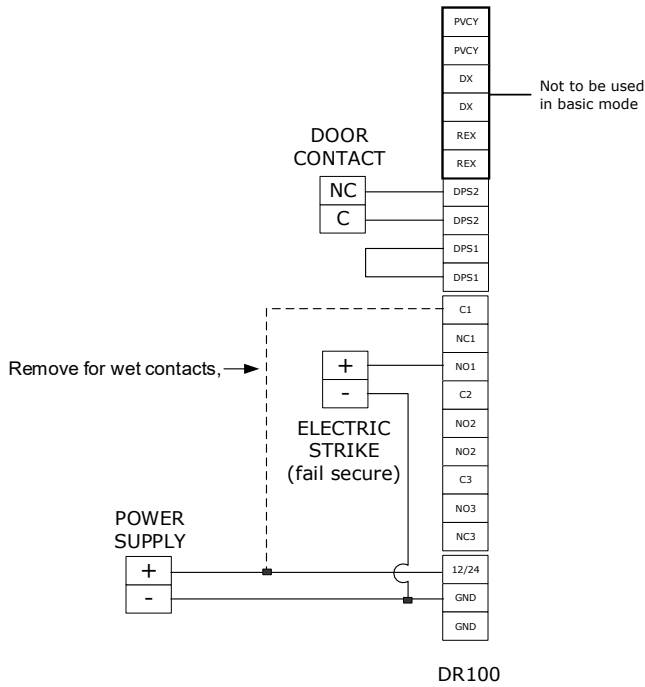 PVCY
PVCY
DX
DX
REX
REX
Not to be used
in basic mode
DOOR
CONTACT
NC
C
DPS2
DPS2
DPS1
DPS1
C1
NC1
NO1
C2
NO2
NO2
C3
NO3
NC3
Remove for wet contacts,
+
-
ELECTRIC
STRIKE
(fail secure)
POWER
SUPPLY
+
-
12/24
GND
GND
DR100